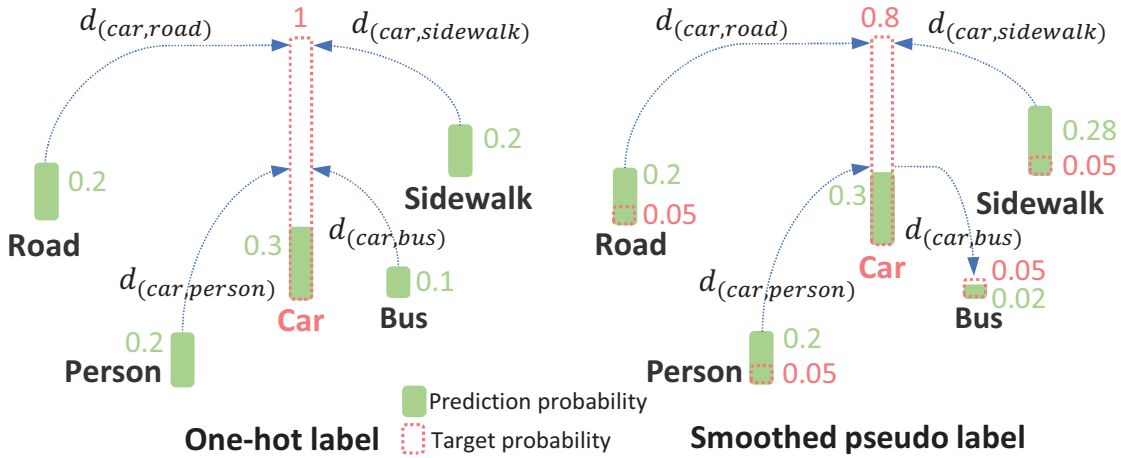 d(car,road)
1
d(car,sidewalk)
0.2
0.2
Sidewalk
Road
0.3
d(car,bus)
d(car,person)
0.1
Car
Bus
0.2
Person
One-hot label
d(car,road)
0.8
d(car,sidewalk)
0.28
0.05
0.2
0.05
0.3
Sidewalk
Road
d(car,bus)
Car
d(car,person)
0.05
0.02
Bus
0.2
Person
0.05
Smoothed pseudo label
Prediction probability
Target probability